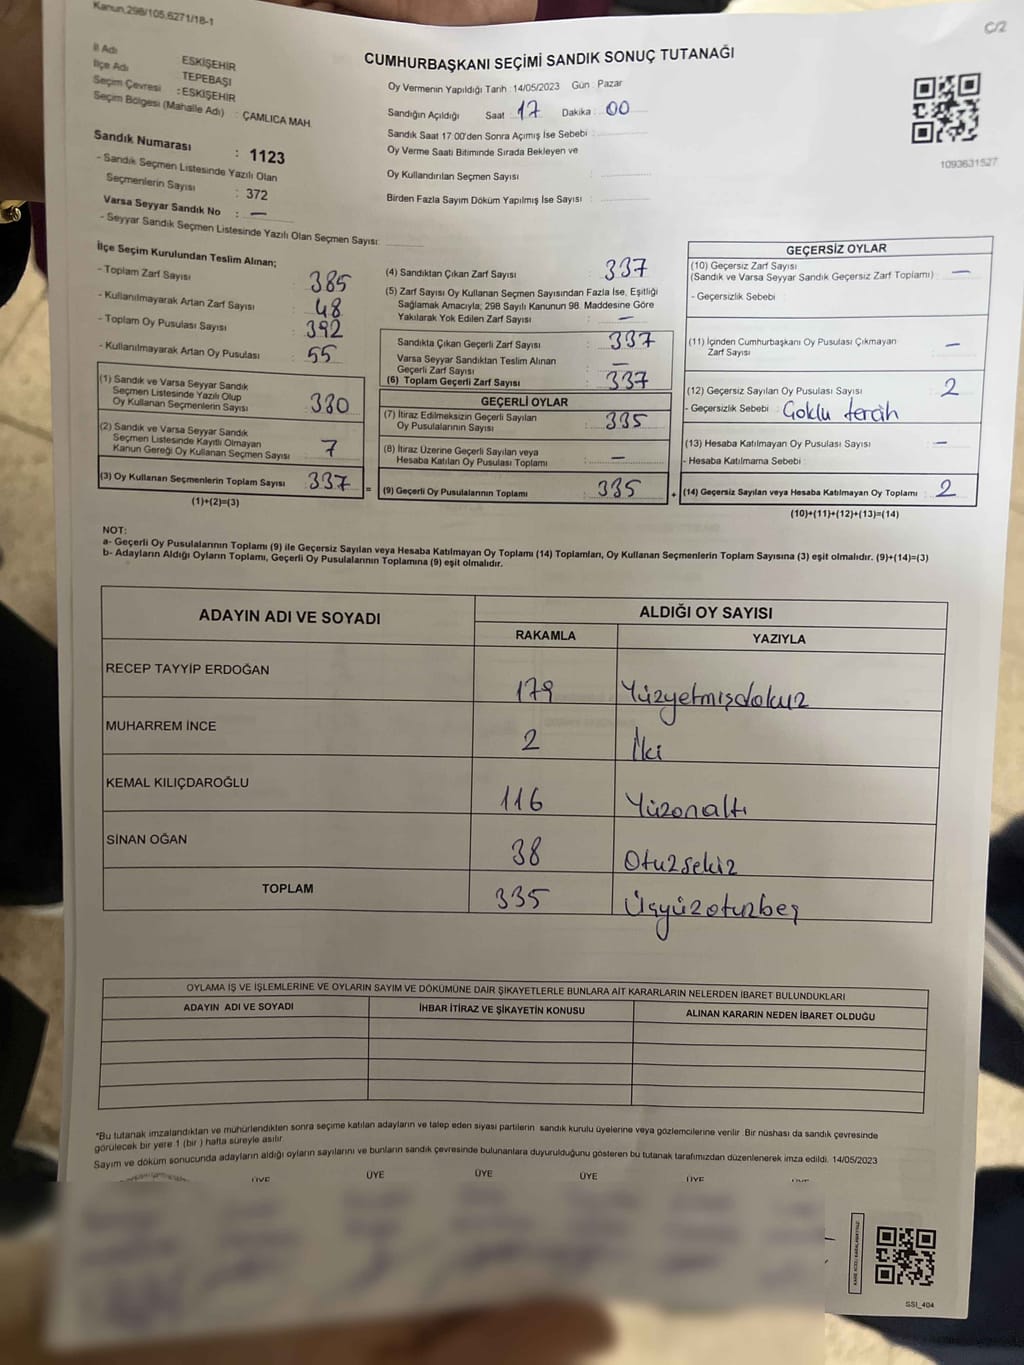 Kanun,298/105,6271/18-1
C/2
CUMHURBAŞKANI SEÇİMİ SANDIK SONUÇ TUTANAĞI
İl Adı ESKİŞEHİR
İlçe Adı : TEPEBAŞI
Seçim Çevresi : ESKİŞEHİR
Seçim Bölgesi (Mahalle Adı) : ÇAMLICA MAH.
Sandık Numarası : 1123
- Sandık Seçmen Listesinde Yazılı Olan
Seçmenlerin Sayısı : 372
Varsa Seyyar Sandık No : —
- Seyyar Sandık Seçmen Listesinde Yazılı Olan Seçmen Sayısı:
Oy Vermenin Yapıldığı Tarih : 14/05/2023 Gün : Pazar
Sandığın Açıldığı Saat : 17 Dakika : 00
Sandık Saat 17 00'den Sonra Açımış İse Sebebi :
Oy Verme Saati Bitiminde Sırada Bekleyen ve
Oy Kullandırılan Seçmen Sayısı :
Birden Fazla Sayım Döküm Yapılmış İse Sayısı :
1093631527
İlçe Seçim Kurulundan Teslim Alınan;
- Toplam Zarf Sayısı : 385
- Kullanılmayarak Artan Zarf Sayısı : 48
- Toplam Oy Pusulası Sayısı : 392
- Kullanılmayarak Artan Oy Pusulası : 55
(1) Sandık ve Varsa Seyyar Sandık
Seçmen Listesinde Yazılı Olup
Oy Kullanan Seçmenlerin Sayısı : 330
(2) Sandık ve Varsa Seyyar Sandık
Seçmen Listesinde Kayıtlı Olmayan
Kanun Gereği Oy Kullanan Seçmen Sayısı : 7
(3) Oy Kullanan Seçmenlerin Toplam Sayısı : 337
(1)+(2)=(3)
(4) Sandıktan Çıkan Zarf Sayısı : 337
(5) Zarf Sayısı Oy Kullanan Seçmen Sayısından Fazla İse, Eşitliği
Sağlamak Amacıyla; 298 Sayılı Kanunun 98. Maddesine Göre
Yakılarak Yok Edilen Zarf Sayısı : —
Sandıkta Çıkan Geçerli Zarf Sayısı : 337
Varsa Seyyar Sandıktan Teslim Alınan
Geçerli Zarf Sayısı : —
(6) Toplam Geçerli Zarf Sayısı : 337
GEÇERLİ OYLAR
(7) İtiraz Edilmeksizin Geçerli Sayılan
Oy Pusulalarının Sayısı : 335
(8) İtiraz Üzerine Geçerli Sayılan veya
Hesaba Katılan Oy Pusulası Toplamı : —
= (9) Geçerli Oy Pusulalarının Toplamı : 335
GEÇERSİZ OYLAR
(10) Geçersiz Zarf Sayısı
(Sandık ve Varsa Seyyar Sandık Geçersiz Zarf Toplamı) : —
- Geçersizlik Sebebi :
(11) İçinden Cumhurbaşkanı Oy Pusulası Çıkmayan
Zarf Sayısı : —
(12) Geçersiz Sayılan Oy Pusulası Sayısı : 2
- Geçersizlik Sebebi : Çoklu tercih
(13) Hesaba Katılmayan Oy Pusulası Sayısı : —
- Hesaba Katılmama Sebebi :
+ (14) Geçersiz Sayılan veya Hesaba Katılmayan Oy Toplamı : 2
(10)+(11)+(12)+(13)=(14)
NOT:
a- Geçerli Oy Pusulalarının Toplamı (9) ile Geçersiz Sayılan veya Hesaba Katılmayan Oy Toplamı (14) Toplamları, Oy Kullanan Seçmenlerin Toplam Sayısına (3) eşit olmalıdır. (9)+(14)=(3)
b- Adayların Aldığı Oyların Toplamı, Geçerli Oy Pusulalarının Toplamına (9) eşit olmalıdır.
ADAYIN ADI VE SOYADI ALDIĞI OY SAYISI
RAKAMLA YAZIYLA
RECEP TAYYİP ERDOĞAN 179 Yüzyetmişdokuz
MUHARREM İNCE 2 İki
KEMAL KILIÇDAROĞLU 116 Yüzonaltı
SİNAN OĞAN 38 Otuzsekiz
TOPLAM 335 Üçyüzotuzbeş
OYLAMA İŞ VE İŞLEMLERİNE VE OYLARIN SAYIM VE DÖKÜMÜNE DAİR ŞİKAYETLERLE BUNLARA AİT KARARLARIN NELERDEN İBARET BULUNDUKLARI
ADAYIN ADI VE SOYADI İHBAR İTİRAZ VE ŞİKAYETİN KONUSU ALINAN KARARIN NEDEN İBARET OLDUĞU
*Bu tutanak imzalandıktan ve mühürlendikten sonra seçime katılan adayların ve talep eden siyasi partilerin sandık kurulu üyelerine veya gözlemcilerine verilir. Bir nüshası da sandık çevresinde
görülecek bir yere 1 (bir ) hafta süreyle asılır.
Sayım ve döküm sonucunda adayların aldığı oyların sayılarını ve bunların sandık çevresinde bulunanlara duyurulduğunu gösteren bu tutanak tarafımızdan düzenlenerek imza edildi. 14/05/2023
ÜYE ÜYE ÜYE ÜYE ÜYE
SSI_404